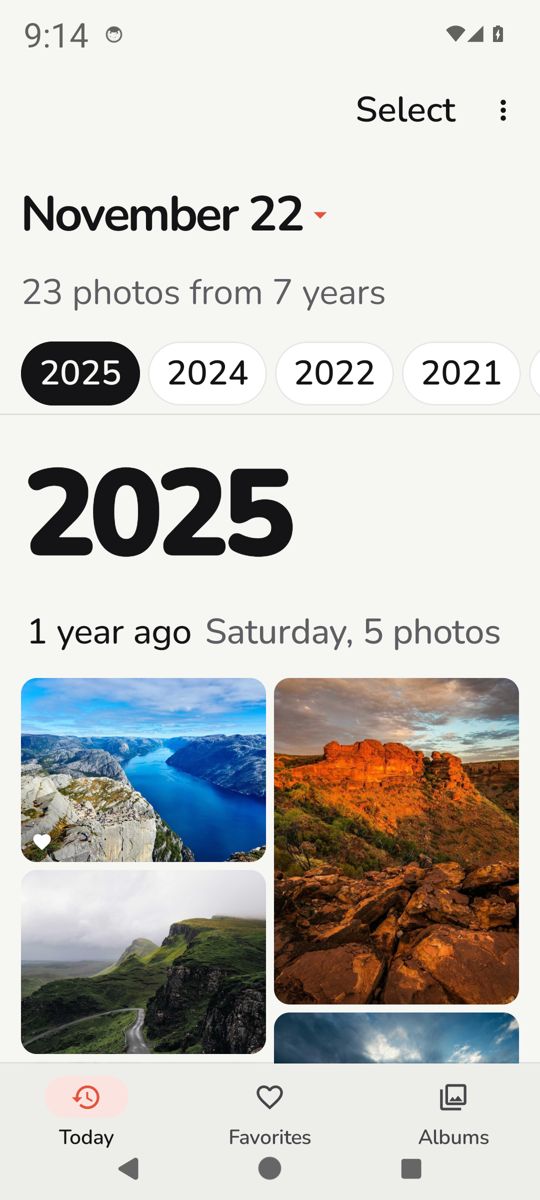 9:14
Select
November 22
23 photos from 7 years
2025 2024 2022 2021
2025
1 year ago Saturday, 5 photos
Today Favorites Albums